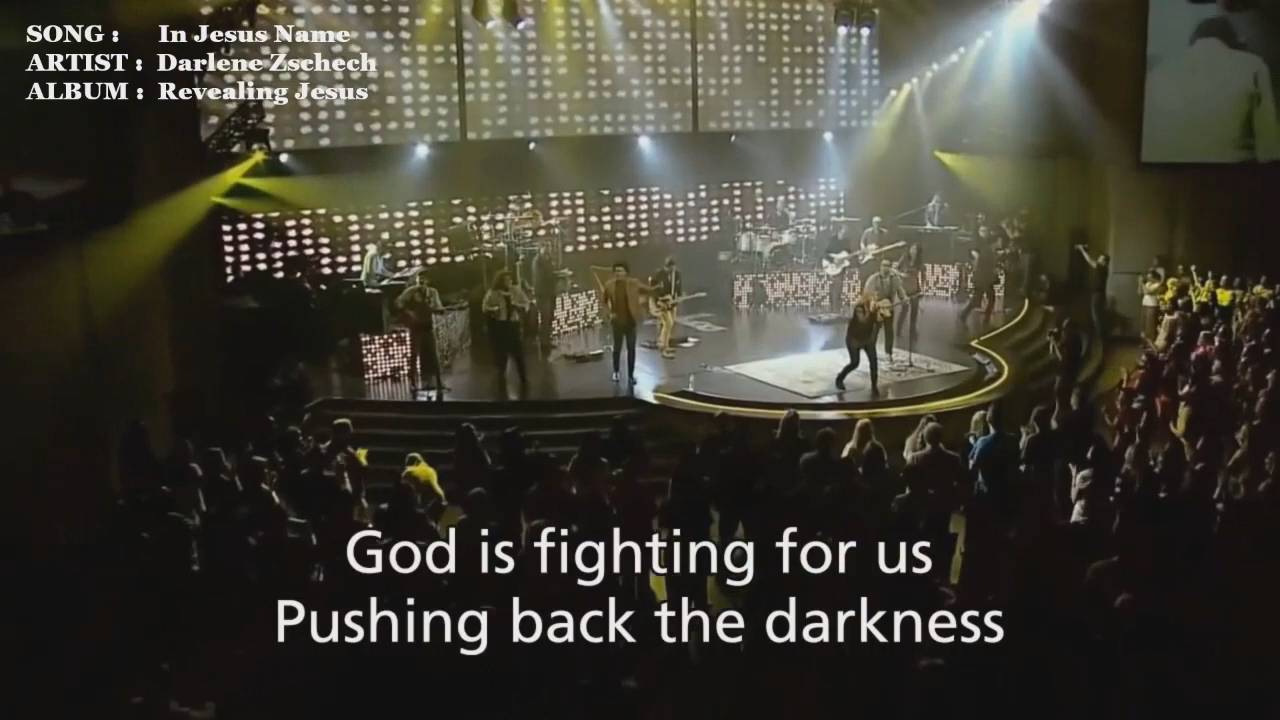 SONG : In Jesus Name
ARTIST : Darlene Zschech
ALBUM : Revealing Jesus
God is fighting for us
Pushing back the darkness